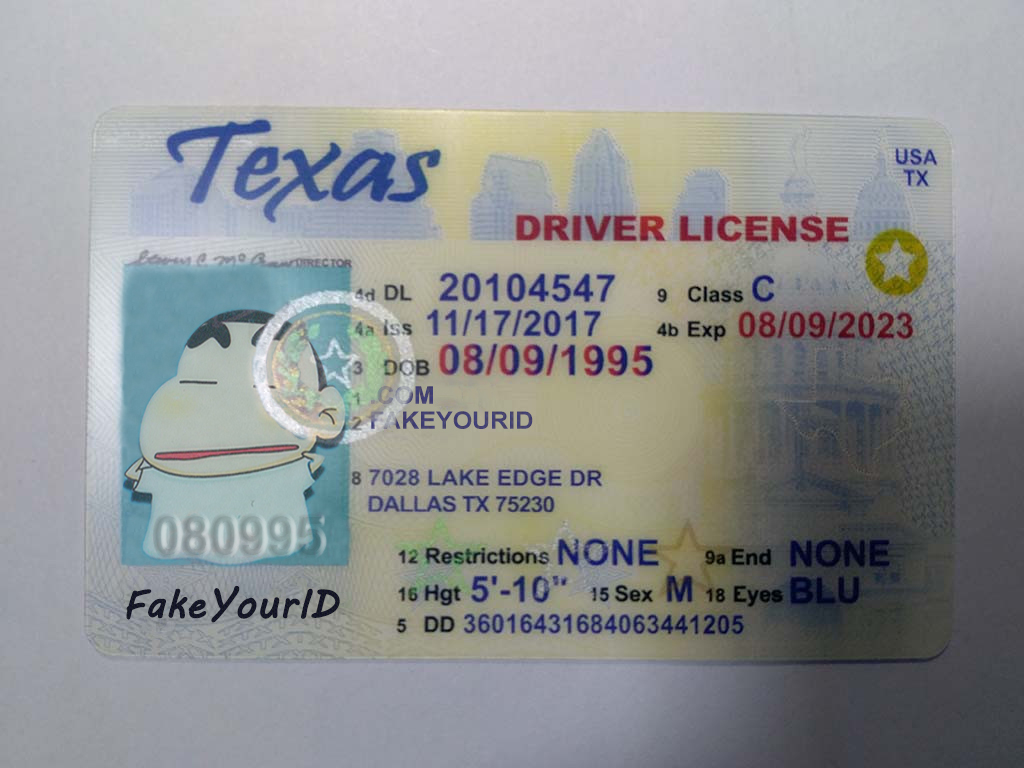 Texas
USA
TX
DRIVER LICENSE
Steven C. McCraw DIRECTOR
4d DL 20104547 9 Class C
4a Iss 11/17/2017 4b Exp 08/09/2023
3 DOB 08/09/1995
1 .COM
2 FAKEYOURID
8 7028 LAKE EDGE DR
DALLAS TX 75230
080995
12 Restrictions NONE 9a End NONE
16 Hgt 5'-10" 15 Sex M 18 Eyes BLU
5 DD 36016431684063441205
FakeYourID